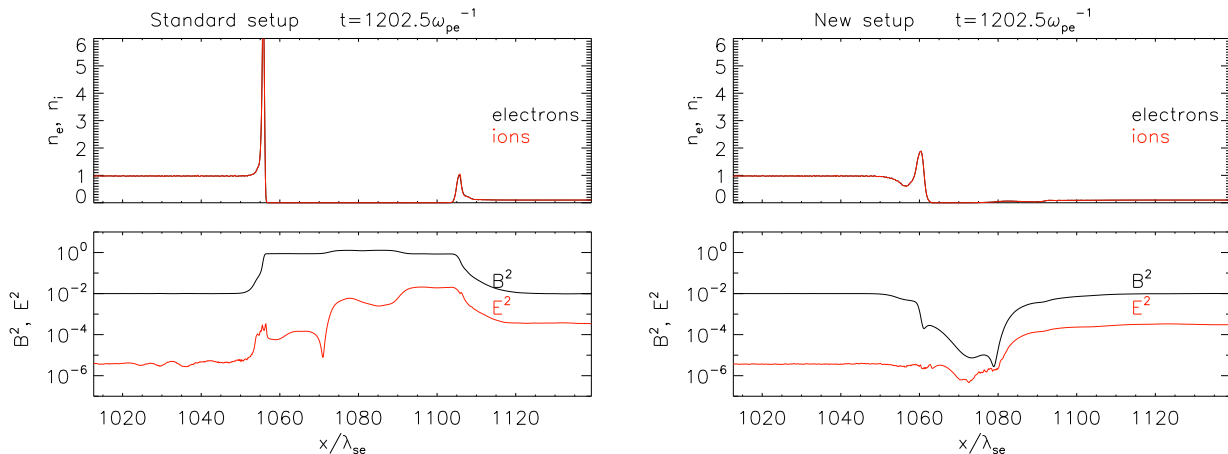 Standard setup t=1202.5ω_pe^−1
6
5
4
3
2
1
0
n_e, n_i
electrons
ions
10^0
10^−2
10^−4
10^−6
B^2, E^2
B^2
E^2
1020 1040 1060 1080 1100 1120
x/λ_se
New setup t=1202.5ω_pe^−1
6
5
4
3
2
1
0
n_e, n_i
electrons
ions
10^0
10^−2
10^−4
10^−6
B^2, E^2
B^2
E^2
1020 1040 1060 1080 1100 1120
x/λ_se